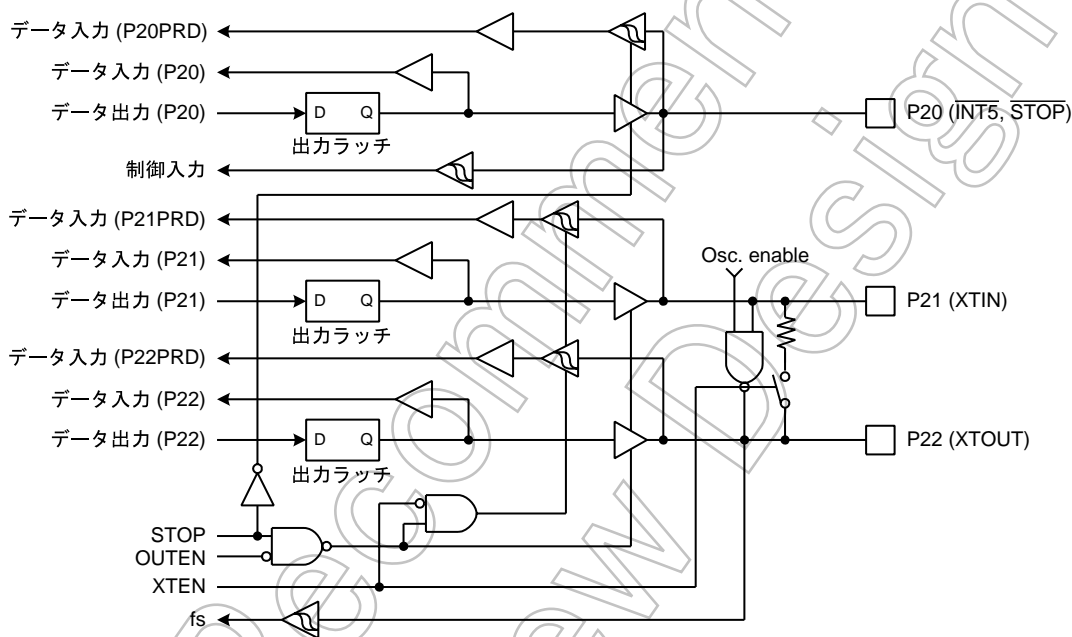 データ入力 (P20PRD)
データ入力 (P20)
データ出力 (P20)
D Q
出力ラッチ
P20 (INT5, STOP)
制御入力
データ入力 (P21PRD)
データ入力 (P21)
Osc. enable
データ出力 (P21)
D Q
出力ラッチ
P21 (XTIN)
データ入力 (P22PRD)
データ入力 (P22)
データ出力 (P22)
D Q
出力ラッチ
P22 (XTOUT)
STOP
OUTEN
XTEN
fs
ecommen
ew Design